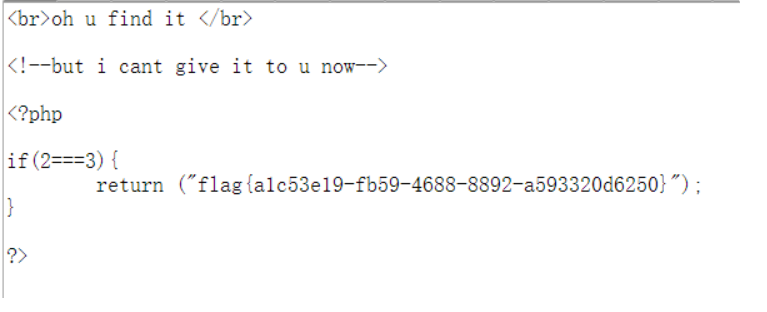 <br>oh u find it </br>
<!--but i cant give it to u now-->
<?php
if(2===3){
return ("flag{a1c53e19-fb59-4688-8892-a593320d6250}");
}
?>